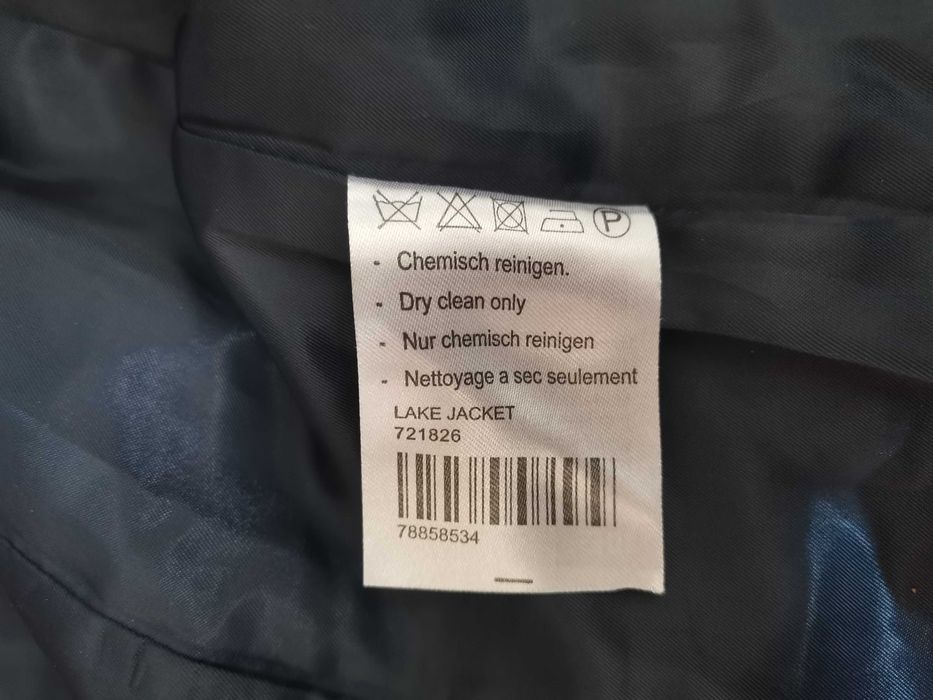 P
- Chemisch reinigen.
- Dry clean only
- Nur chemisch reinigen
- Nettoyage a sec seulement
LAKE JACKET
721826
78858534